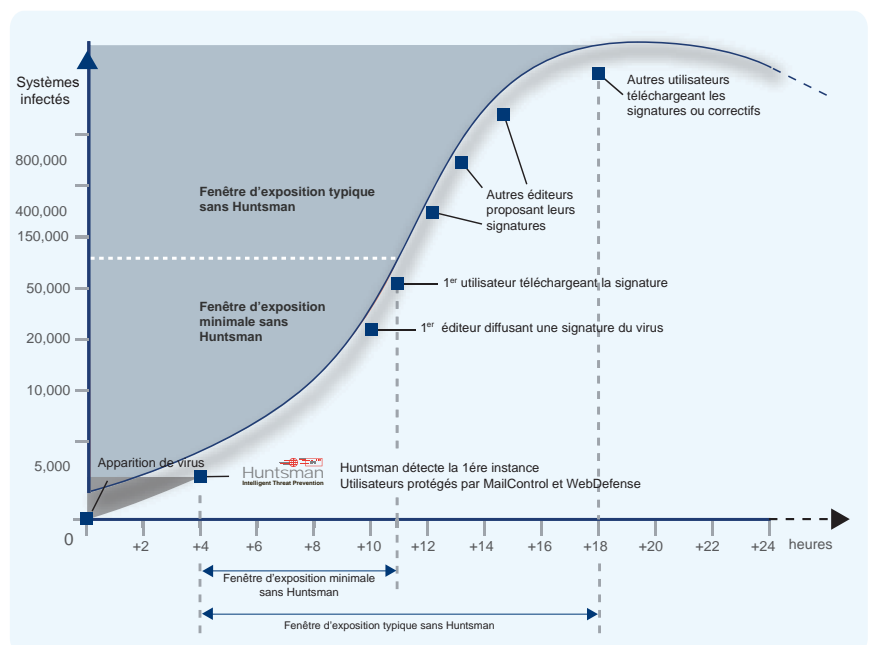 Systèmes
infectés
800,000
400,000
150,000
50,000
20,000
10,000
5,000
0
Fenêtre d'exposition typique
sans Huntsman
Fenêtre d'exposition
minimale sans
Huntsman
Autres utilisateurs
téléchargeant les
signatures ou correctifs
Autres éditeurs
proposant leurs
signatures
1er utilisateur téléchargeant la signature
1er éditeur diffusant une signature du virus
Apparition de virus
Huntsman
Intelligent Threat Prevention
Huntsman détecte la 1ére instance
Utilisateurs protégés par MailControl et WebDefense
+2 +4 +6 +8 +10 +12 +14 +16 +18 +20 +22 +24 heures
Fenêtre d'exposition minimale
sans Huntsman
Fenêtre d'exposition typique sans Huntsman